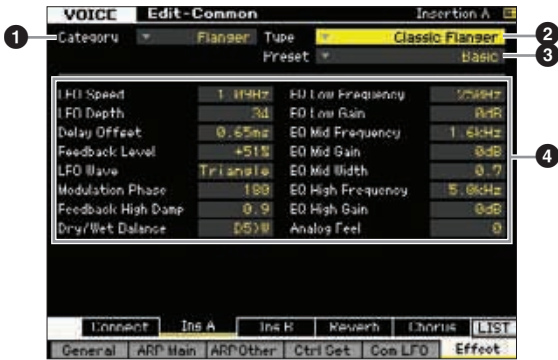 VOICE Edit-Common Insertion A
1 Category Flanger Type Classic Flanger 2
Preset Basic 3
LFO Speed EQ Low Frequency
LFO Depth EQ Low Gain 0dB
Delay Offset 0.65ms EQ Mid Frequency 1.6kHz
Feedback Level +51% EQ Mid Gain 0dB 4
LFO Wave Triangle EQ Mid Width 0.7
Modulation Phase 180 EQ High Frequency 5.0kHz
Feedback High Damp 0.9 EQ High Gain 0dB
Dry/Wet Balance Analog Feel 0
Connect Ins A Ins B Reverb Chorus LIST
General ARP Main ARP Other Ctrl Set Com LFO Effect